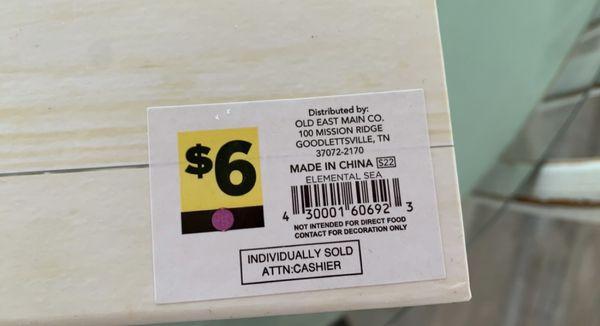 $6
Distributed by:
OLD EAST MAIN CO.
100 MISSION RIDGE
GOODLETTSVILLE, TN
37072-2170
MADE IN CHINA S22
ELEMENTAL SEA
4 30001 60692 3
NOT INTENDED FOR DIRECT FOOD
CONTACT FOR DECORATION ONLY
INDIVIDUALLY SOLD
ATTN:CASHIER